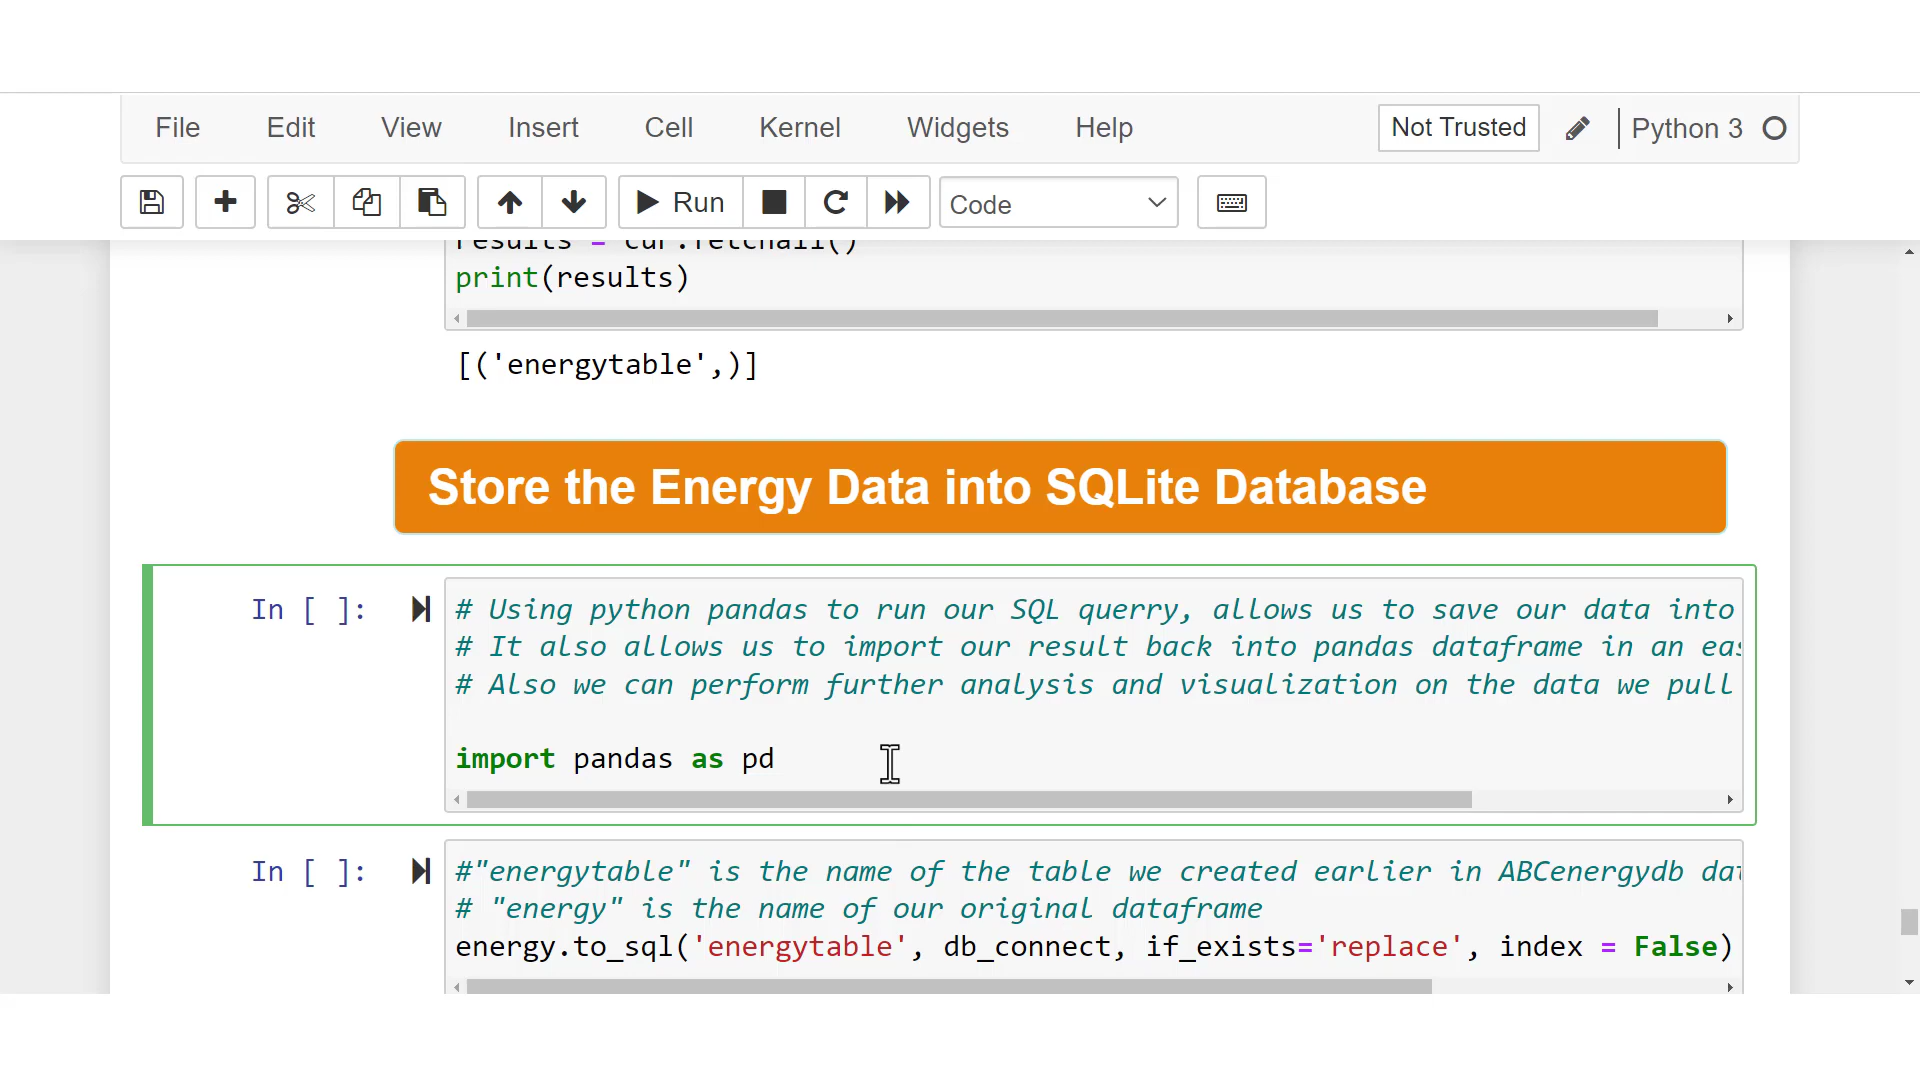 File Edit View Insert Cell Kernel Widgets Help Not Trusted Python 3
Run Code
results = cur.fetchall()
print(results)
[('energytable',)]
Store the Energy Data into SQLite Database
In [ ]:
# Using python pandas to run our SQL querry, allows us to save our data into
# It also allows us to import our result back into pandas dataframe in an eas
# Also we can perform further analysis and visualization on the data we pull
import pandas as pd
In [ ]:
#"energytable" is the name of the table we created earlier in ABCenergydb dat
# "energy" is the name of our original dataframe
energy.to_sql('energytable', db_connect, if_exists='replace', index = False)